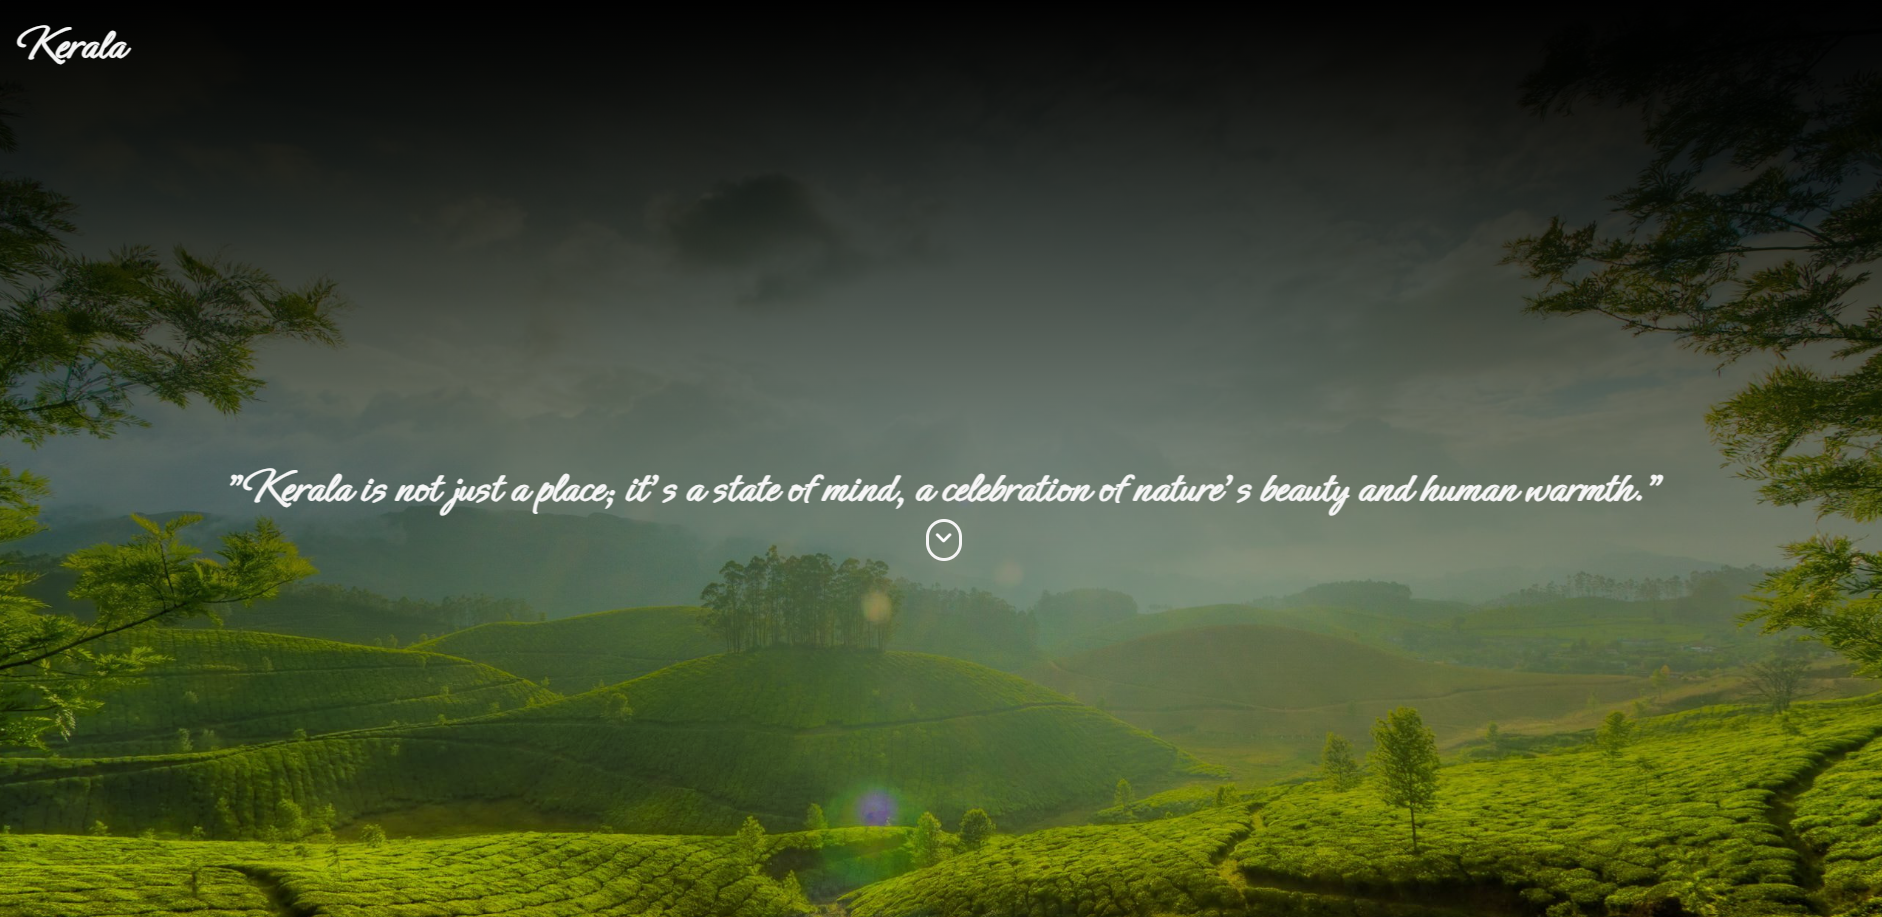 Kerala
"Kerala is not just a place; it's a state of mind, a celebration of nature's beauty and human warmth."